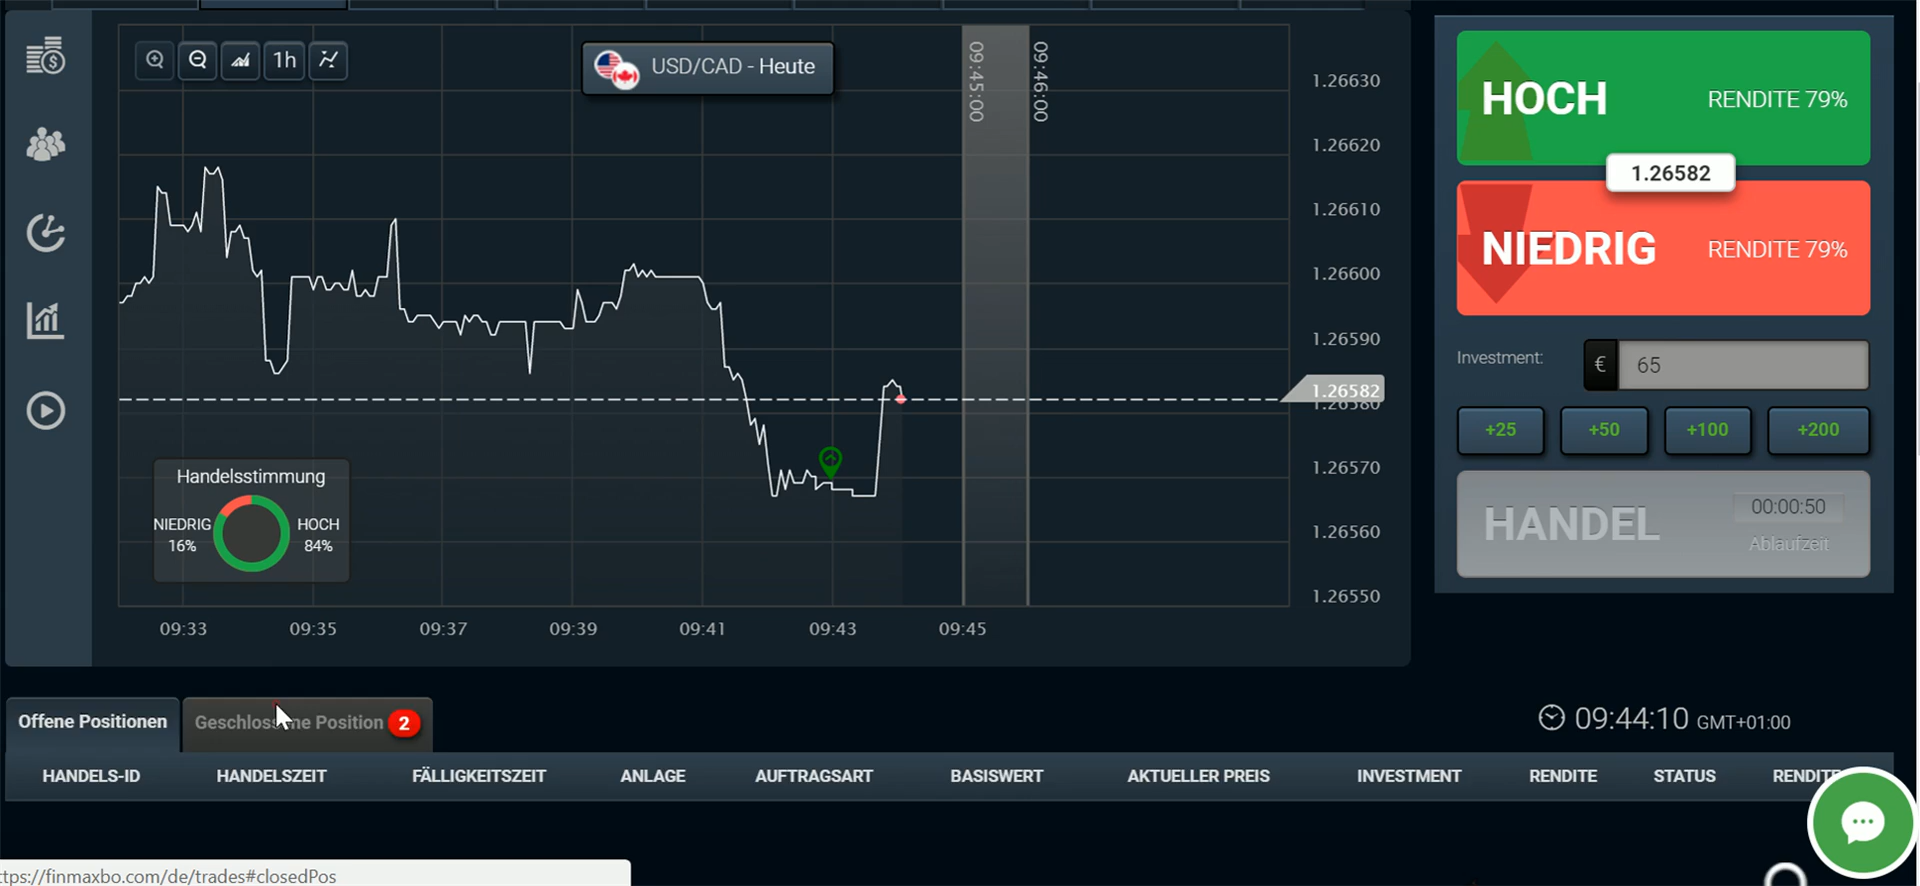 1h
USD/CAD - Heute
09:45:00
09:46:00
1.26630
1.26620
1.26610
1.26600
1.26590
1.26582
1.26580
1.26570
1.26560
1.26550
Handelsstimmung
NIEDRIG
16%
HOCH
84%
09:33
09:35
09:37
09:39
09:41
09:43
09:45
HOCH
RENDITE 79%
1.26582
NIEDRIG
RENDITE 79%
Investment:
€
65
+25
+50
+100
+200
HANDEL
00:00:50
Ablaufzeit
Offene Positionen
Geschlossene Position
2
09:44:10 GMT+01:00
HANDELS-ID
HANDELSZEIT
FÄLLIGKEITSZEIT
ANLAGE
AUFTRAGSART
BASISWERT
AKTUELLER PREIS
INVESTMENT
RENDITE
STATUS
RENDITE
ttps://finmaxbo.com/de/trades#closedPos